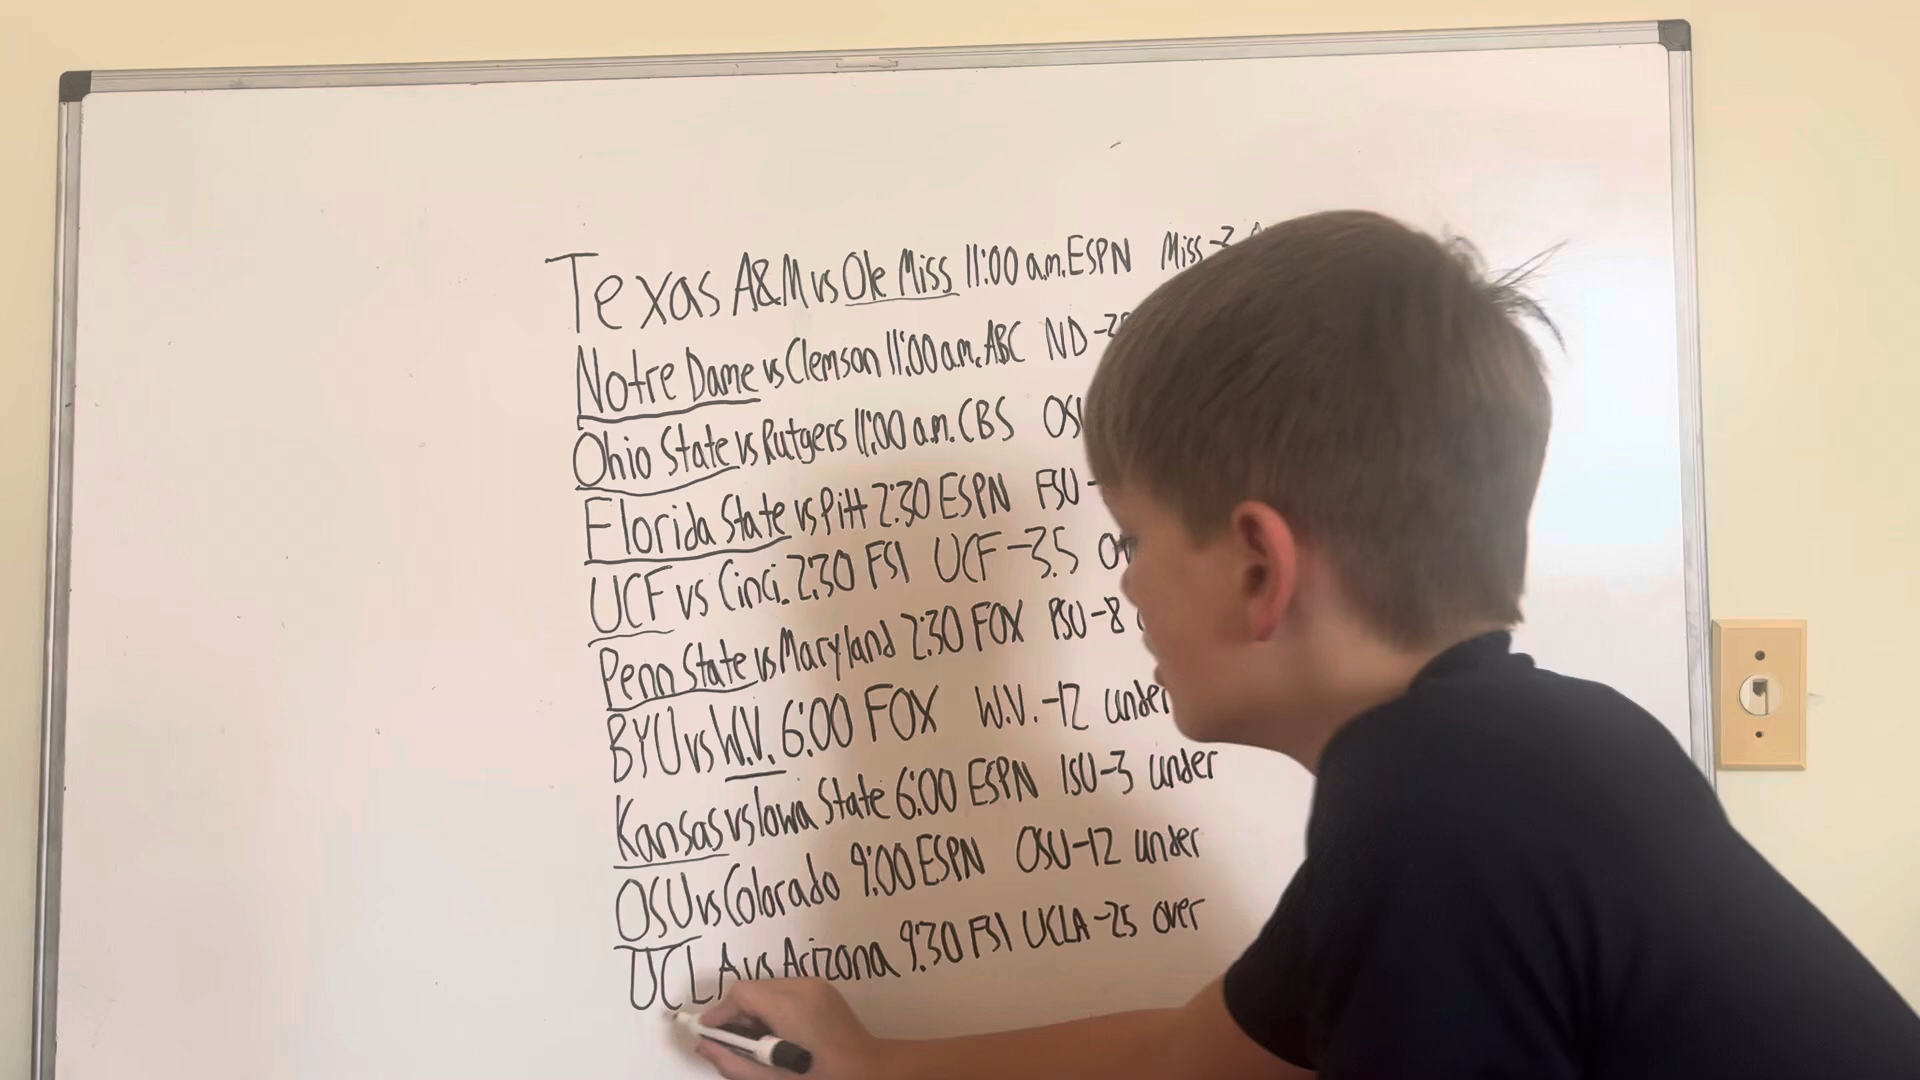 Texas A&M vs Ole Miss 11:00 a.m. ESPN Miss -3
Notre Dame vs Clemson 11:00 a.m. ABC ND
Ohio State vs Rutgers 11:00 a.m. CBS OSU
Florida State vs Pitt 2:30 ESPN FSU -
UCF vs Cinci. 2:30 FS1 UCF -3.5
Penn State vs Maryland 2:30 FOX PSU -8
BYU vs W.V. 6:00 FOX W.V. -12 under
Kansas vs Iowa State 6:00 ESPN ISU -3 under
OSU vs Colorado 9:00 ESPN OSU -12 under
UCLA vs Arizona 9:30 FS1 UCLA -25 over